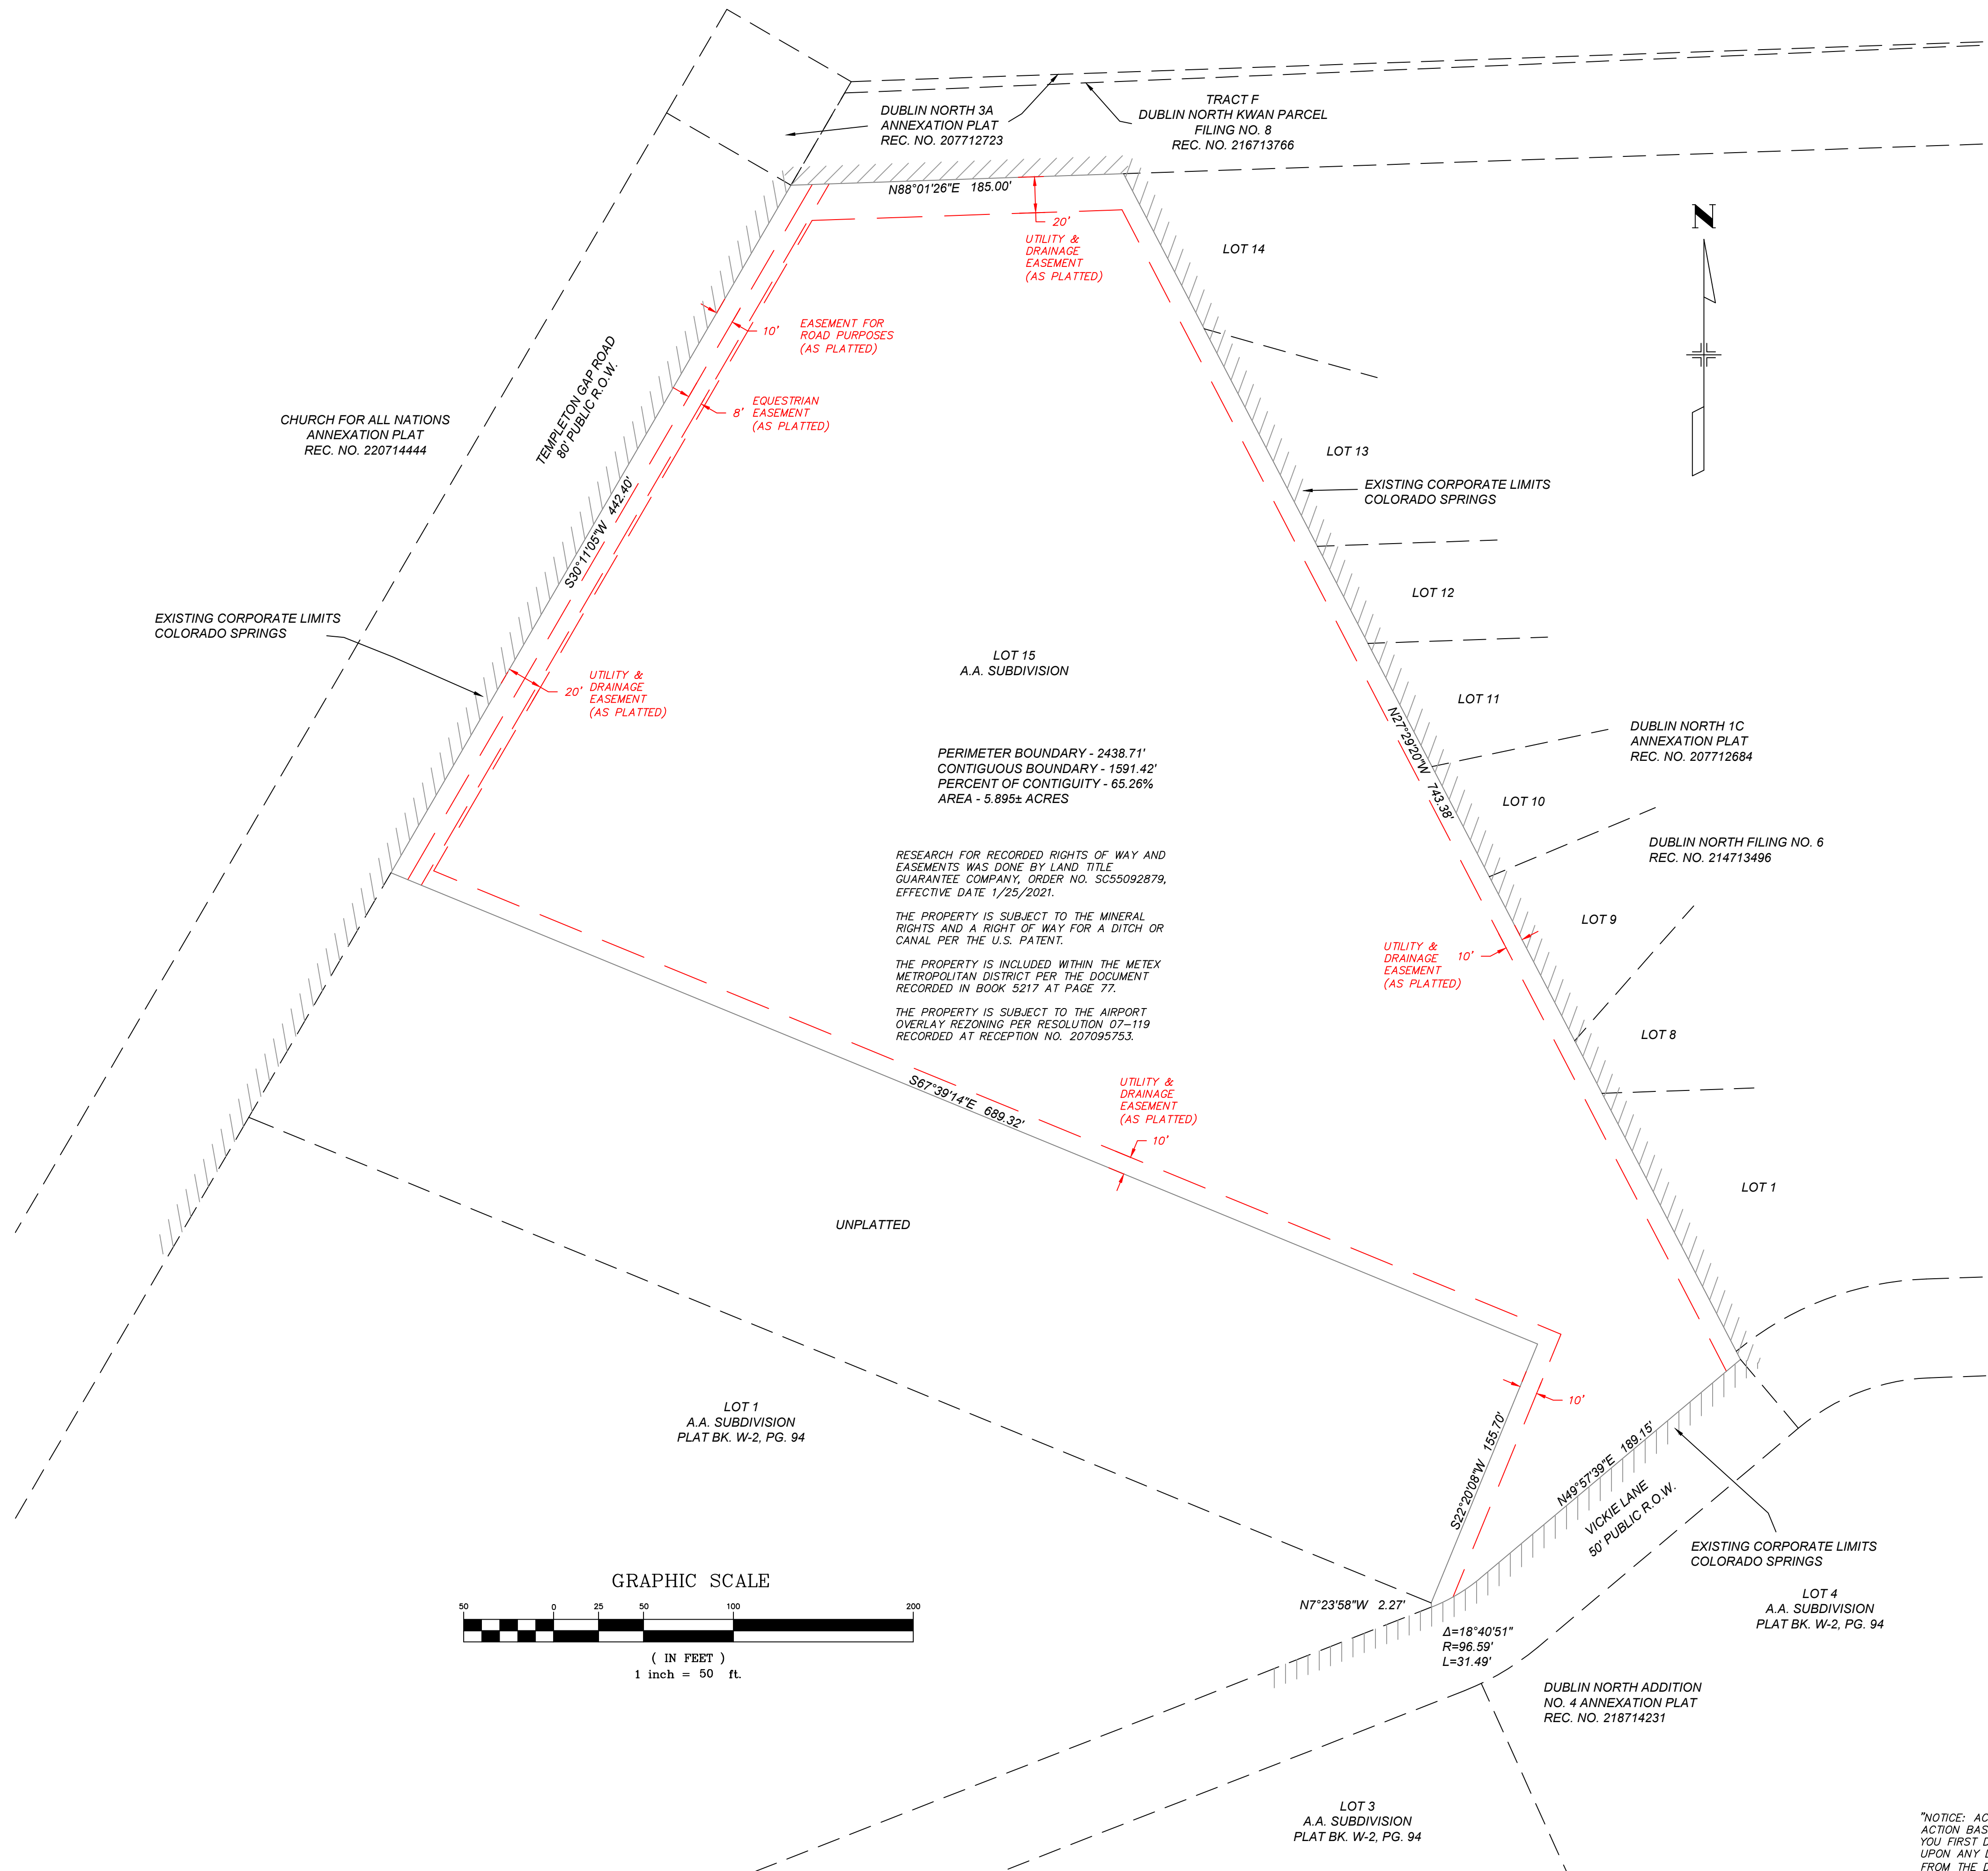 DUBLIN NORTH 3A
ANNEXATION PLAT
REC. NO. 207712723
TRACT F
DUBLIN NORTH KWAN PARCEL
FILING NO. 8
REC. NO. 216713766
N88°01'26"E 185.00'
20'
UTILITY &
DRAINAGE
EASEMENT
(AS PLATTED)
N
LOT 14
10'
EASEMENT FOR
ROAD PURPOSES
(AS PLATTED)
TEMPLETON GAP ROAD
80' PUBLIC R.O.W.
8'
EQUESTRIAN
EASEMENT
(AS PLATTED)
CHURCH FOR ALL NATIONS
ANNEXATION PLAT
REC. NO. 220714444
LOT 13
EXISTING CORPORATE LIMITS
COLORADO SPRINGS
S30°11'05"W 442.40'
LOT 12
EXISTING CORPORATE LIMITS
COLORADO SPRINGS
LOT 15
A.A. SUBDIVISION
20'
UTILITY &
DRAINAGE
EASEMENT
(AS PLATTED)
LOT 11
N27°29'20"W 743.38'
DUBLIN NORTH 1C
ANNEXATION PLAT
REC. NO. 207712684
PERIMETER BOUNDARY - 2438.71'
CONTIGUOUS BOUNDARY - 1591.42'
PERCENT OF CONTIGUITY - 65.26%
AREA - 5.895± ACRES
LOT 10
DUBLIN NORTH FILING NO. 6
REC. NO. 214713496
RESEARCH FOR RECORDED RIGHTS OF WAY AND
EASEMENTS WAS DONE BY LAND TITLE
GUARANTEE COMPANY, ORDER NO. SC55092879,
EFFECTIVE DATE 1/25/2021.
THE PROPERTY IS SUBJECT TO THE MINERAL
RIGHTS AND A RIGHT OF WAY FOR A DITCH OR
CANAL PER THE U.S. PATENT.
THE PROPERTY IS INCLUDED WITHIN THE METEX
METROPOLITAN DISTRICT PER THE DOCUMENT
RECORDED IN BOOK 5217 AT PAGE 77.
THE PROPERTY IS SUBJECT TO THE AIRPORT
OVERLAY REZONING PER RESOLUTION 07-119
RECORDED AT RECEPTION NO. 207095753.
LOT 9
UTILITY &
DRAINAGE
EASEMENT
(AS PLATTED)
10'
LOT 8
S67°39'14"E 689.32'
UTILITY &
DRAINAGE
EASEMENT
(AS PLATTED)
10'
LOT 1
UNPLATTED
LOT 1
A.A. SUBDIVISION
PLAT BK. W-2, PG. 94
10'
S22°20'08"W 155.70'
N49°57'39"E 189.15'
VICKIE LANE
50' PUBLIC R.O.W.
EXISTING CORPORATE LIMITS
COLORADO SPRINGS
LOT 4
A.A. SUBDIVISION
PLAT BK. W-2, PG. 94
GRAPHIC SCALE
50 0 25 50 100 200
( IN FEET )
1 inch = 50 ft.
N7°23'58"W 2.27'
Δ=18°40'51"
R=96.59'
L=31.49'
DUBLIN NORTH ADDITION
NO. 4 ANNEXATION PLAT
REC. NO. 218714231
LOT 3
A.A. SUBDIVISION
PLAT BK. W-2, PG. 94
"NOTICE: AC
ACTION BAS
YOU FIRST D
UPON ANY
FROM THE